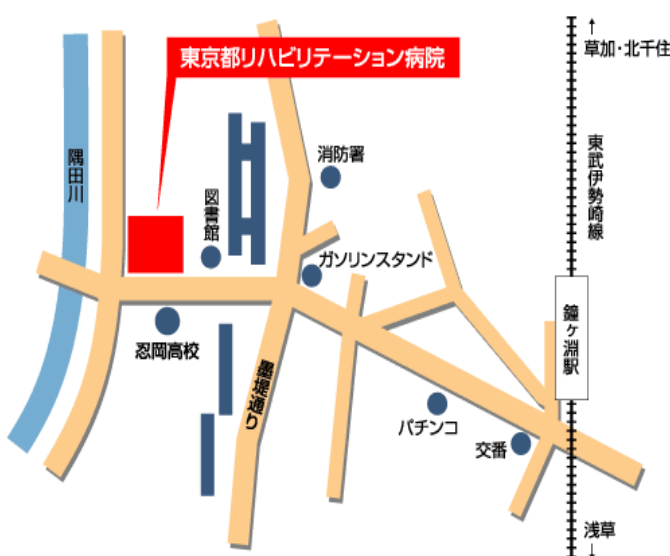 東京都リハビリテーション病院
↑
草加・北千住
隅田川
消防署
東武伊勢崎線
図書館
ガソリンスタンド
鐘ヶ淵駅
忍岡高校
墨堤通り
パチンコ
交番
浅草
↓